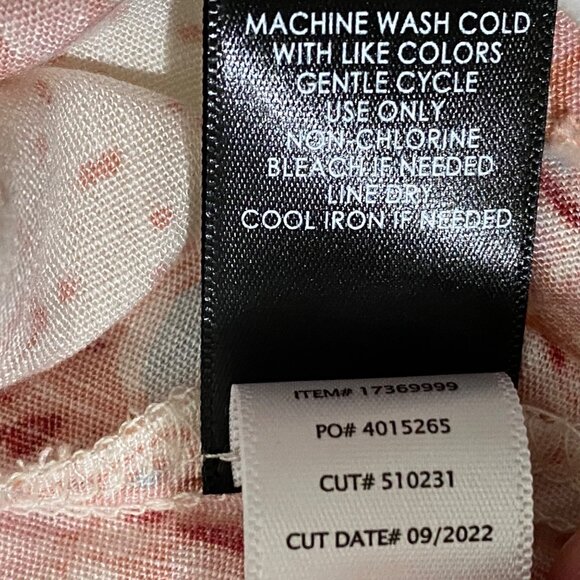 MACHINE WASH COLD
WITH LIKE COLORS
GENTLE CYCLE
USE ONLY
NON-CHLORINE
BLEACH IF NEEDED
LINE DRY
COOL IRON IF NEEDED
ITEM# 17369999
PO# 4015265
CUT# 510231
CUT DATE# 09/2022